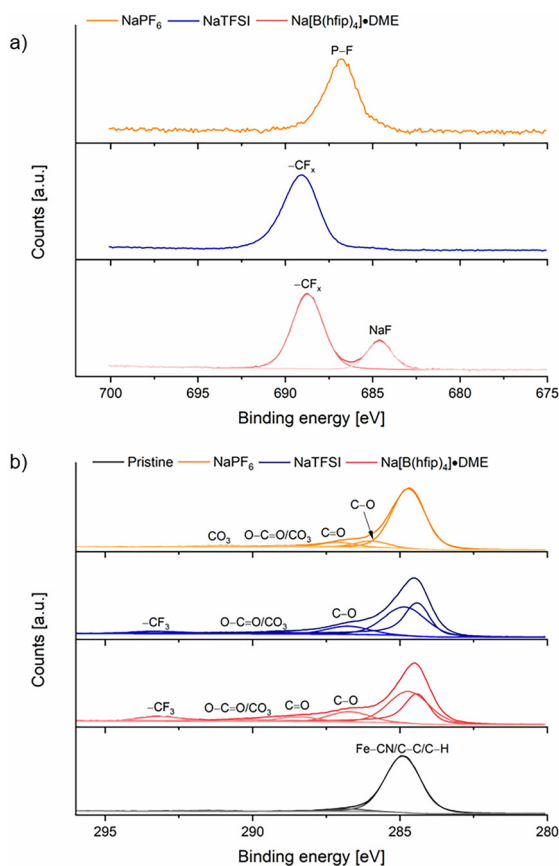 a)
NaPF₆ NaTFSI Na[B(hfip)₄]•DME
P–F
–CFₓ
–CFₓ
NaF
Counts [a.u.]
700 695 690 685 680 675
Binding energy [eV]
b)
Pristine NaPF₆ NaTFSI Na[B(hfip)₄]•DME
C–O
CO₃ O–C=O/CO₃ C=O
–CF₃ O–C=O/CO₃ C–O
–CF₃ O–C=O/CO₃ C=O C–O
Fe–CN/C–C/C–H
Counts [a.u.]
295 290 285 280
Binding energy [eV]